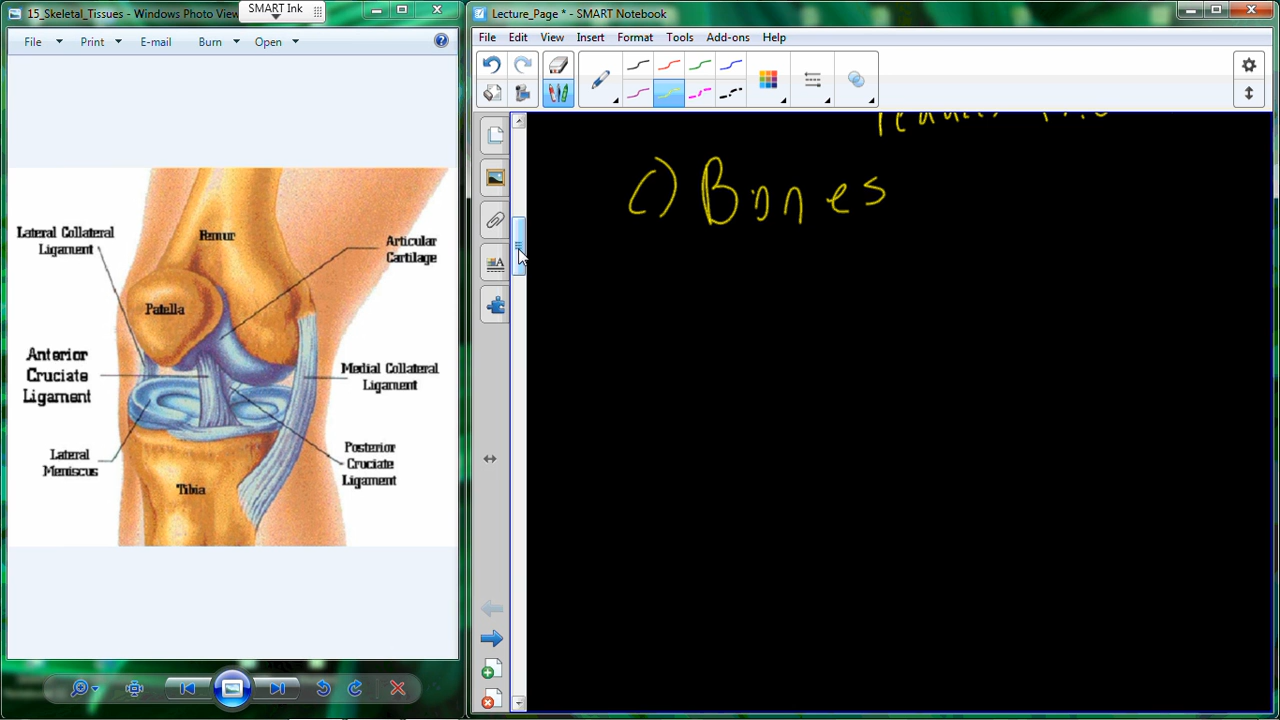 15_Skeletal_Tissues - Windows Photo View
SMART Ink
File Print E-mail Burn Open
Lateral Collateral
Ligament
Femur
Articular
Cartilage
Patella
Anterior
Cruciate
Ligament
Medial Collateral
Ligament
Lateral
Meniscus
Posterior
Cruciate
Ligament
Tibia
Lecture_Page * - SMART Notebook
File Edit View Insert Format Tools Add-ons Help
C) Bones